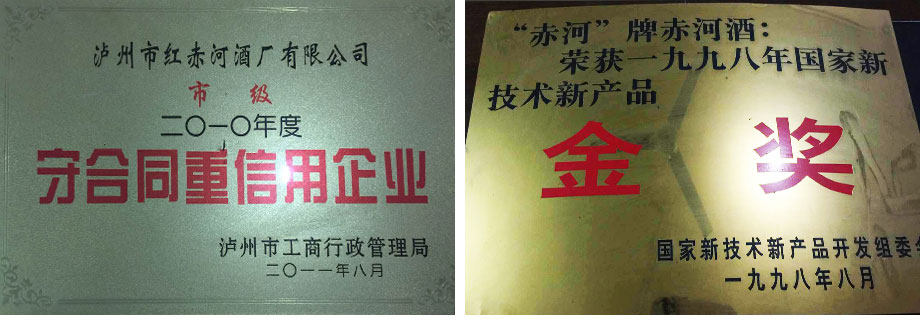 泸州市红赤河酒厂有限公司
市级
二〇一〇年度
守合同重信用企业
泸州市工商行政管理局
二〇一一年八月
“赤河”牌赤河酒：
荣获一九九八年国家新
技术新产品
金奖
国家新技术新产品开发组委
一九九八年八月